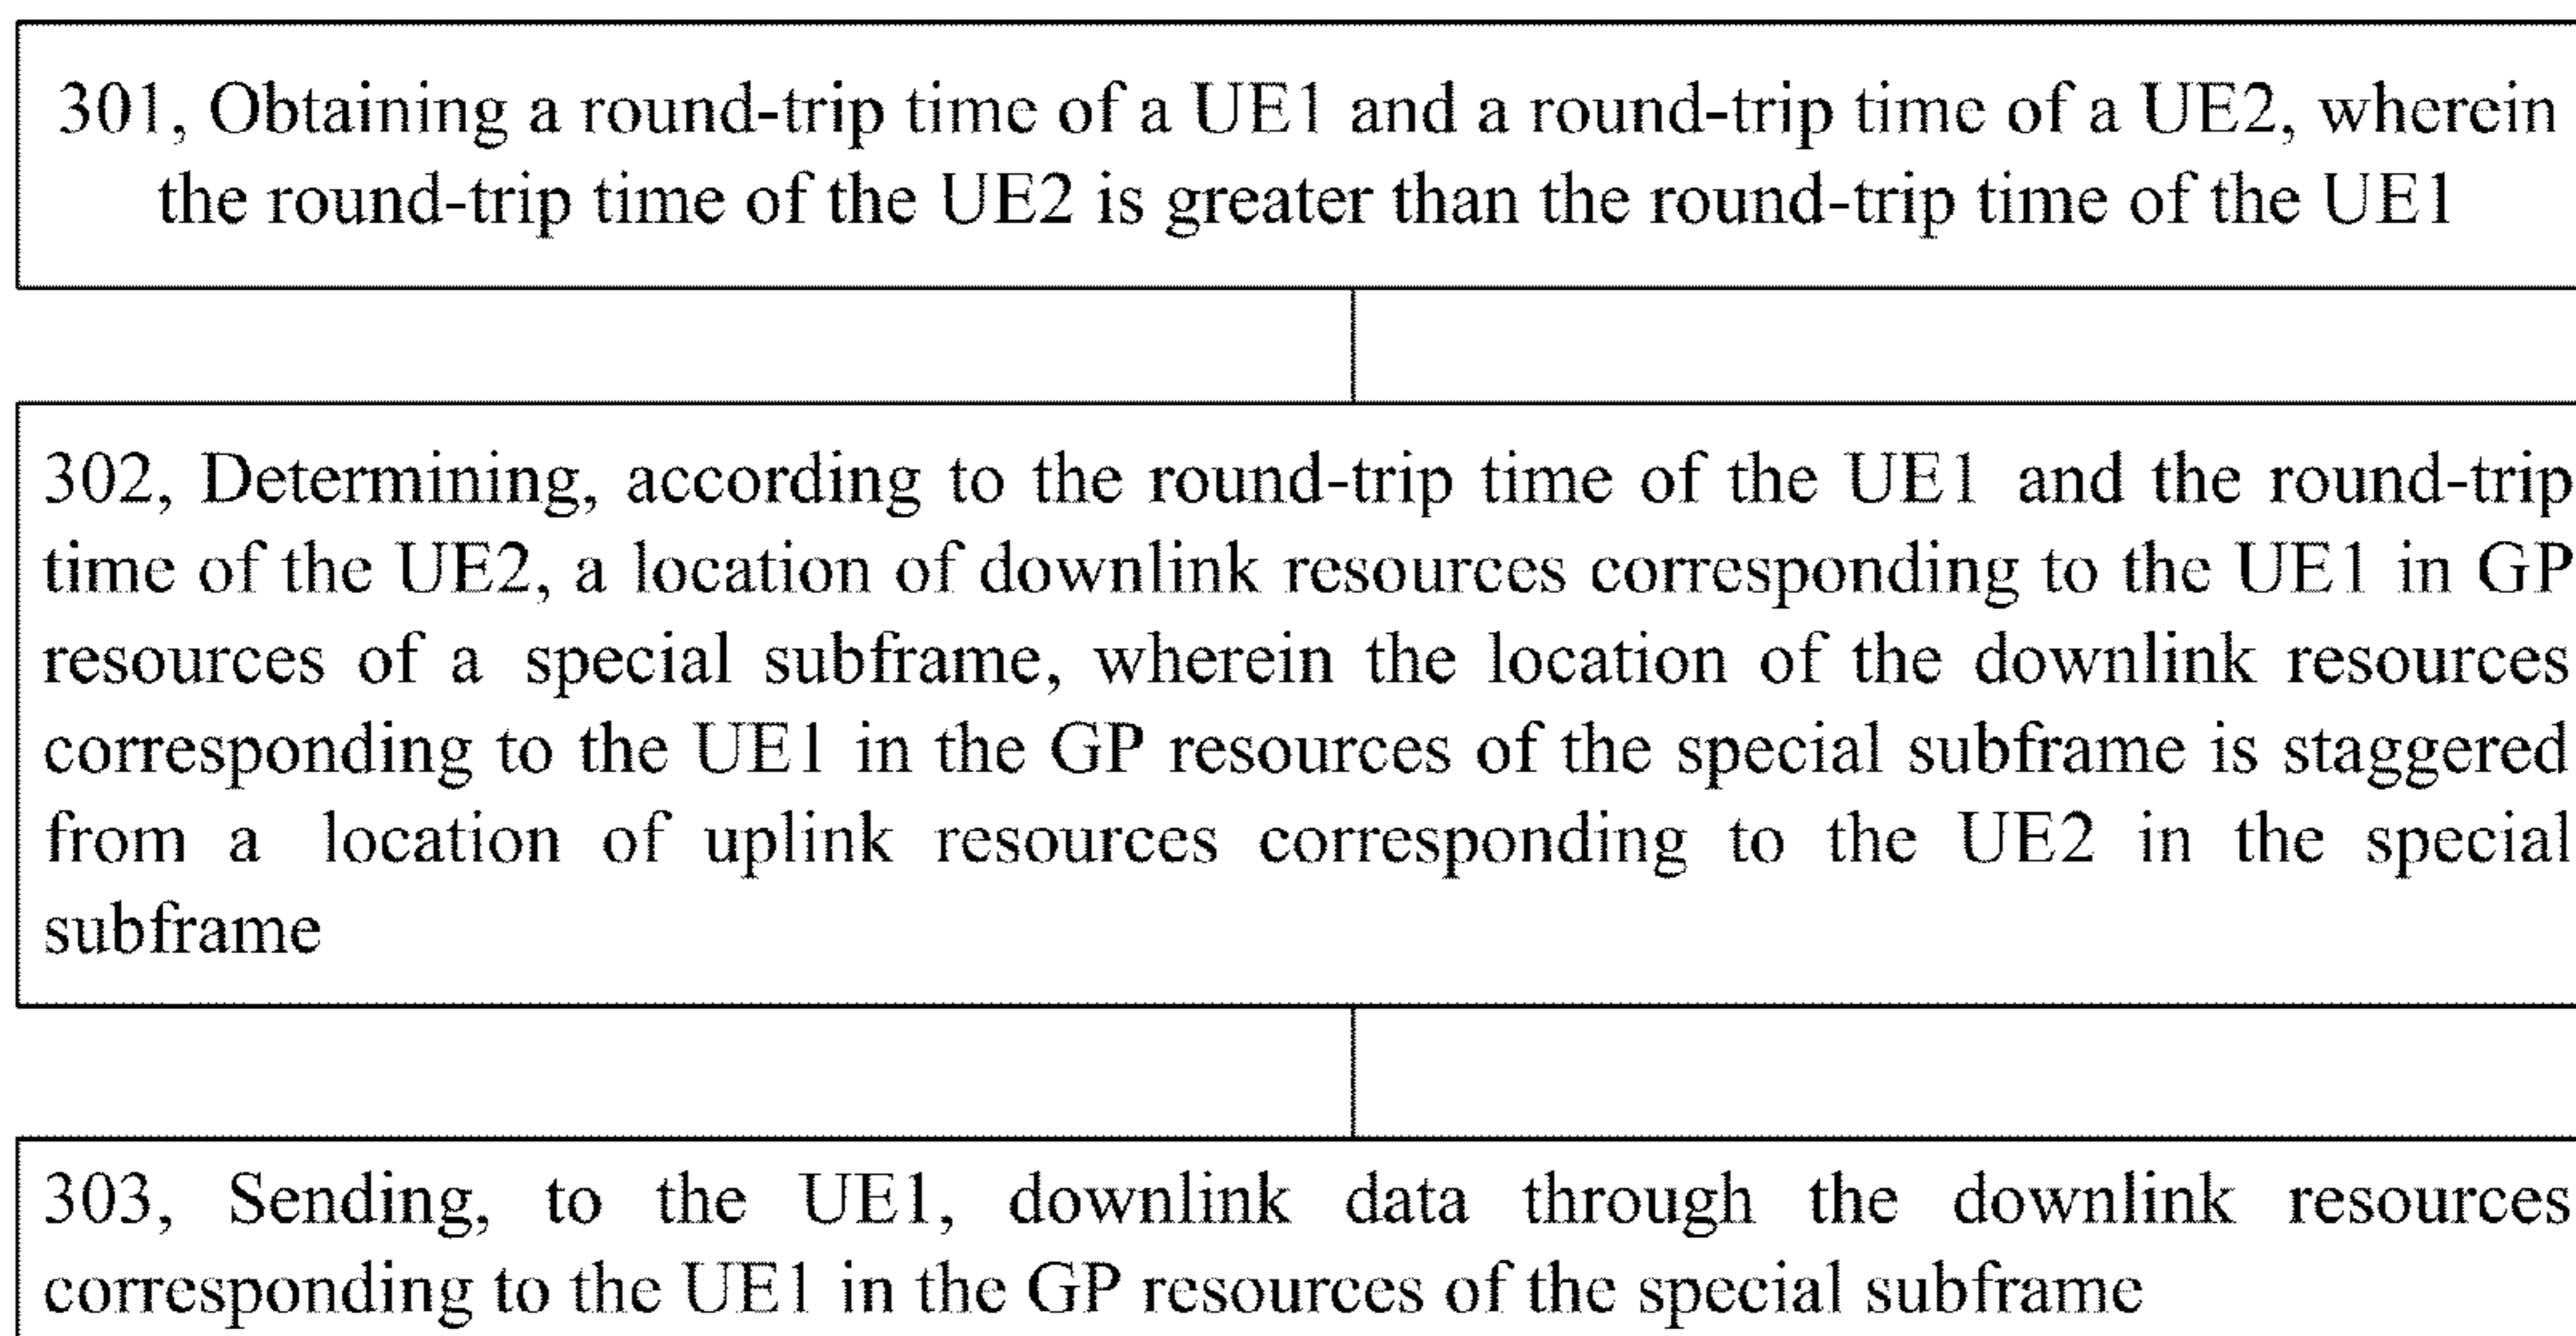 301, Obtaining a round-trip time of a UE1 and a round-trip time of a UE2, wherein
the round-trip time of the UE2 is greater than the round-trip time of the UE1
302, Determining, according to the round-trip time of the UE1 and the round-trip
time of the UE2, a location of downlink resources corresponding to the UE1 in GP
resources of a special subframe, wherein the location of the downlink resources
corresponding to the UE1 in the GP resources of the special subframe is staggered
from a location of uplink resources corresponding to the UE2 in the special
subframe
303, Sending, to the UE1, downlink data through the downlink resources
corresponding to the UE1 in the GP resources of the special subframe